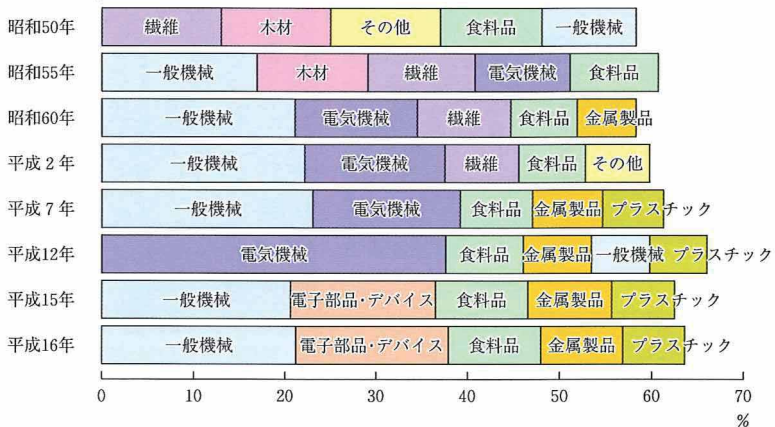 昭和50年 繊維 木材 その他 食料品 一般機械
昭和55年 一般機械 木材 繊維 電気機械 食料品
昭和60年 一般機械 電気機械 繊維 食料品 金属製品
平成2年 一般機械 電気機械 繊維 食料品 その他
平成7年 一般機械 電気機械 食料品 金属製品 プラスチック
平成12年 電気機械 食料品 金属製品 一般機械 プラスチック
平成15年 一般機械 電子部品・デバイス 食料品 金属製品 プラスチック
平成16年 一般機械 電子部品・デバイス 食料品 金属製品 プラスチック
0 10 20 30 40 50 60 70
%